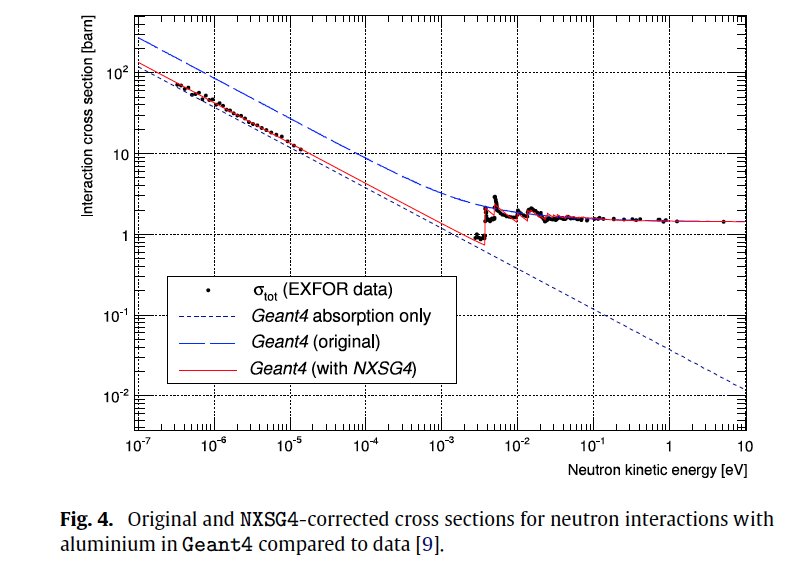 Interaction cross section [barn]
10²
10
1
10⁻¹
10⁻²
σtot (EXFOR data)
Geant4 absorption only
Geant4 (original)
Geant4 (with NXSG4)
10⁻⁷ 10⁻⁶ 10⁻⁵ 10⁻⁴ 10⁻³ 10⁻² 10⁻¹ 1 10
Neutron kinetic energy [eV]
Fig. 4. Original and NXSG4-corrected cross sections for neutron interactions with
aluminium in Geant4 compared to data [9].